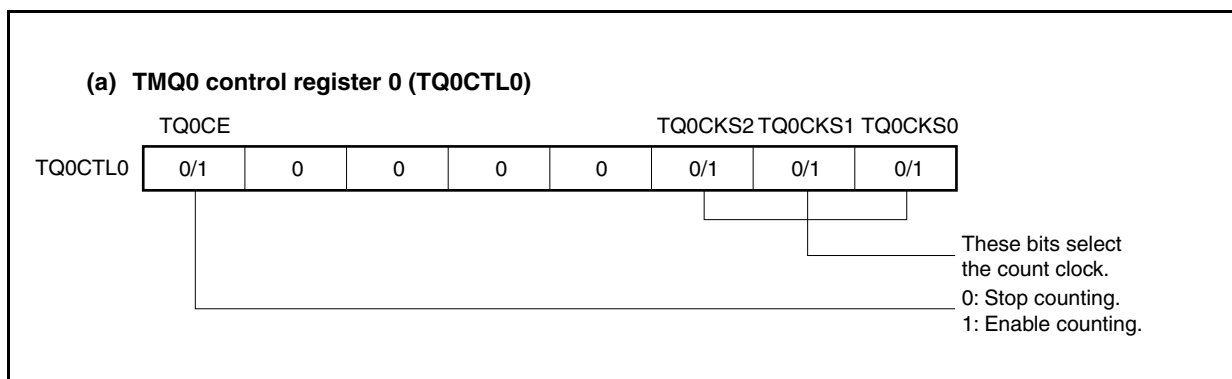 (a) TMQ0 control register 0 (TQ0CTL0)
TQ0CE TQ0CKS2 TQ0CKS1 TQ0CKS0
TQ0CTL0 0/1 0 0 0 0 0/1 0/1 0/1
These bits select
the count clock.
0: Stop counting.
1: Enable counting.